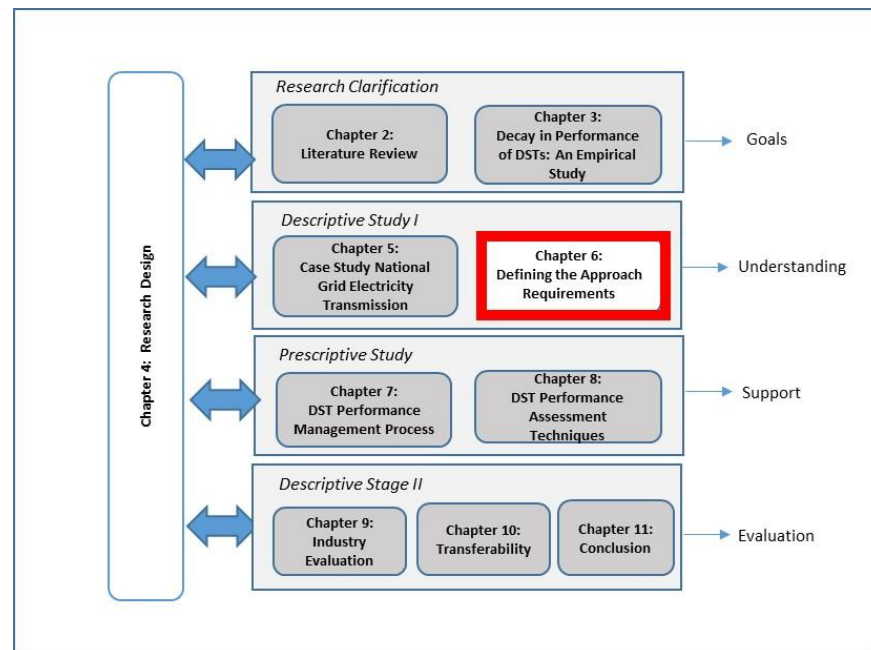 Chapter 4: Research Design
Research Clarification
Chapter 2:
Literature Review
Chapter 3:
Decay in Performance
of DSTs: An Empirical
Study
Goals
Descriptive Study I
Chapter 5:
Case Study National
Grid Electricity
Transmission
Chapter 6:
Defining the Approach
Requirements
Understanding
Prescriptive Study
Chapter 7:
DST Performance
Management Process
Chapter 8:
DST Performance
Assessment
Techniques
Support
Descriptive Stage II
Chapter 9:
Industry
Evaluation
Chapter 10:
Transferability
Chapter 11:
Conclusion
Evaluation